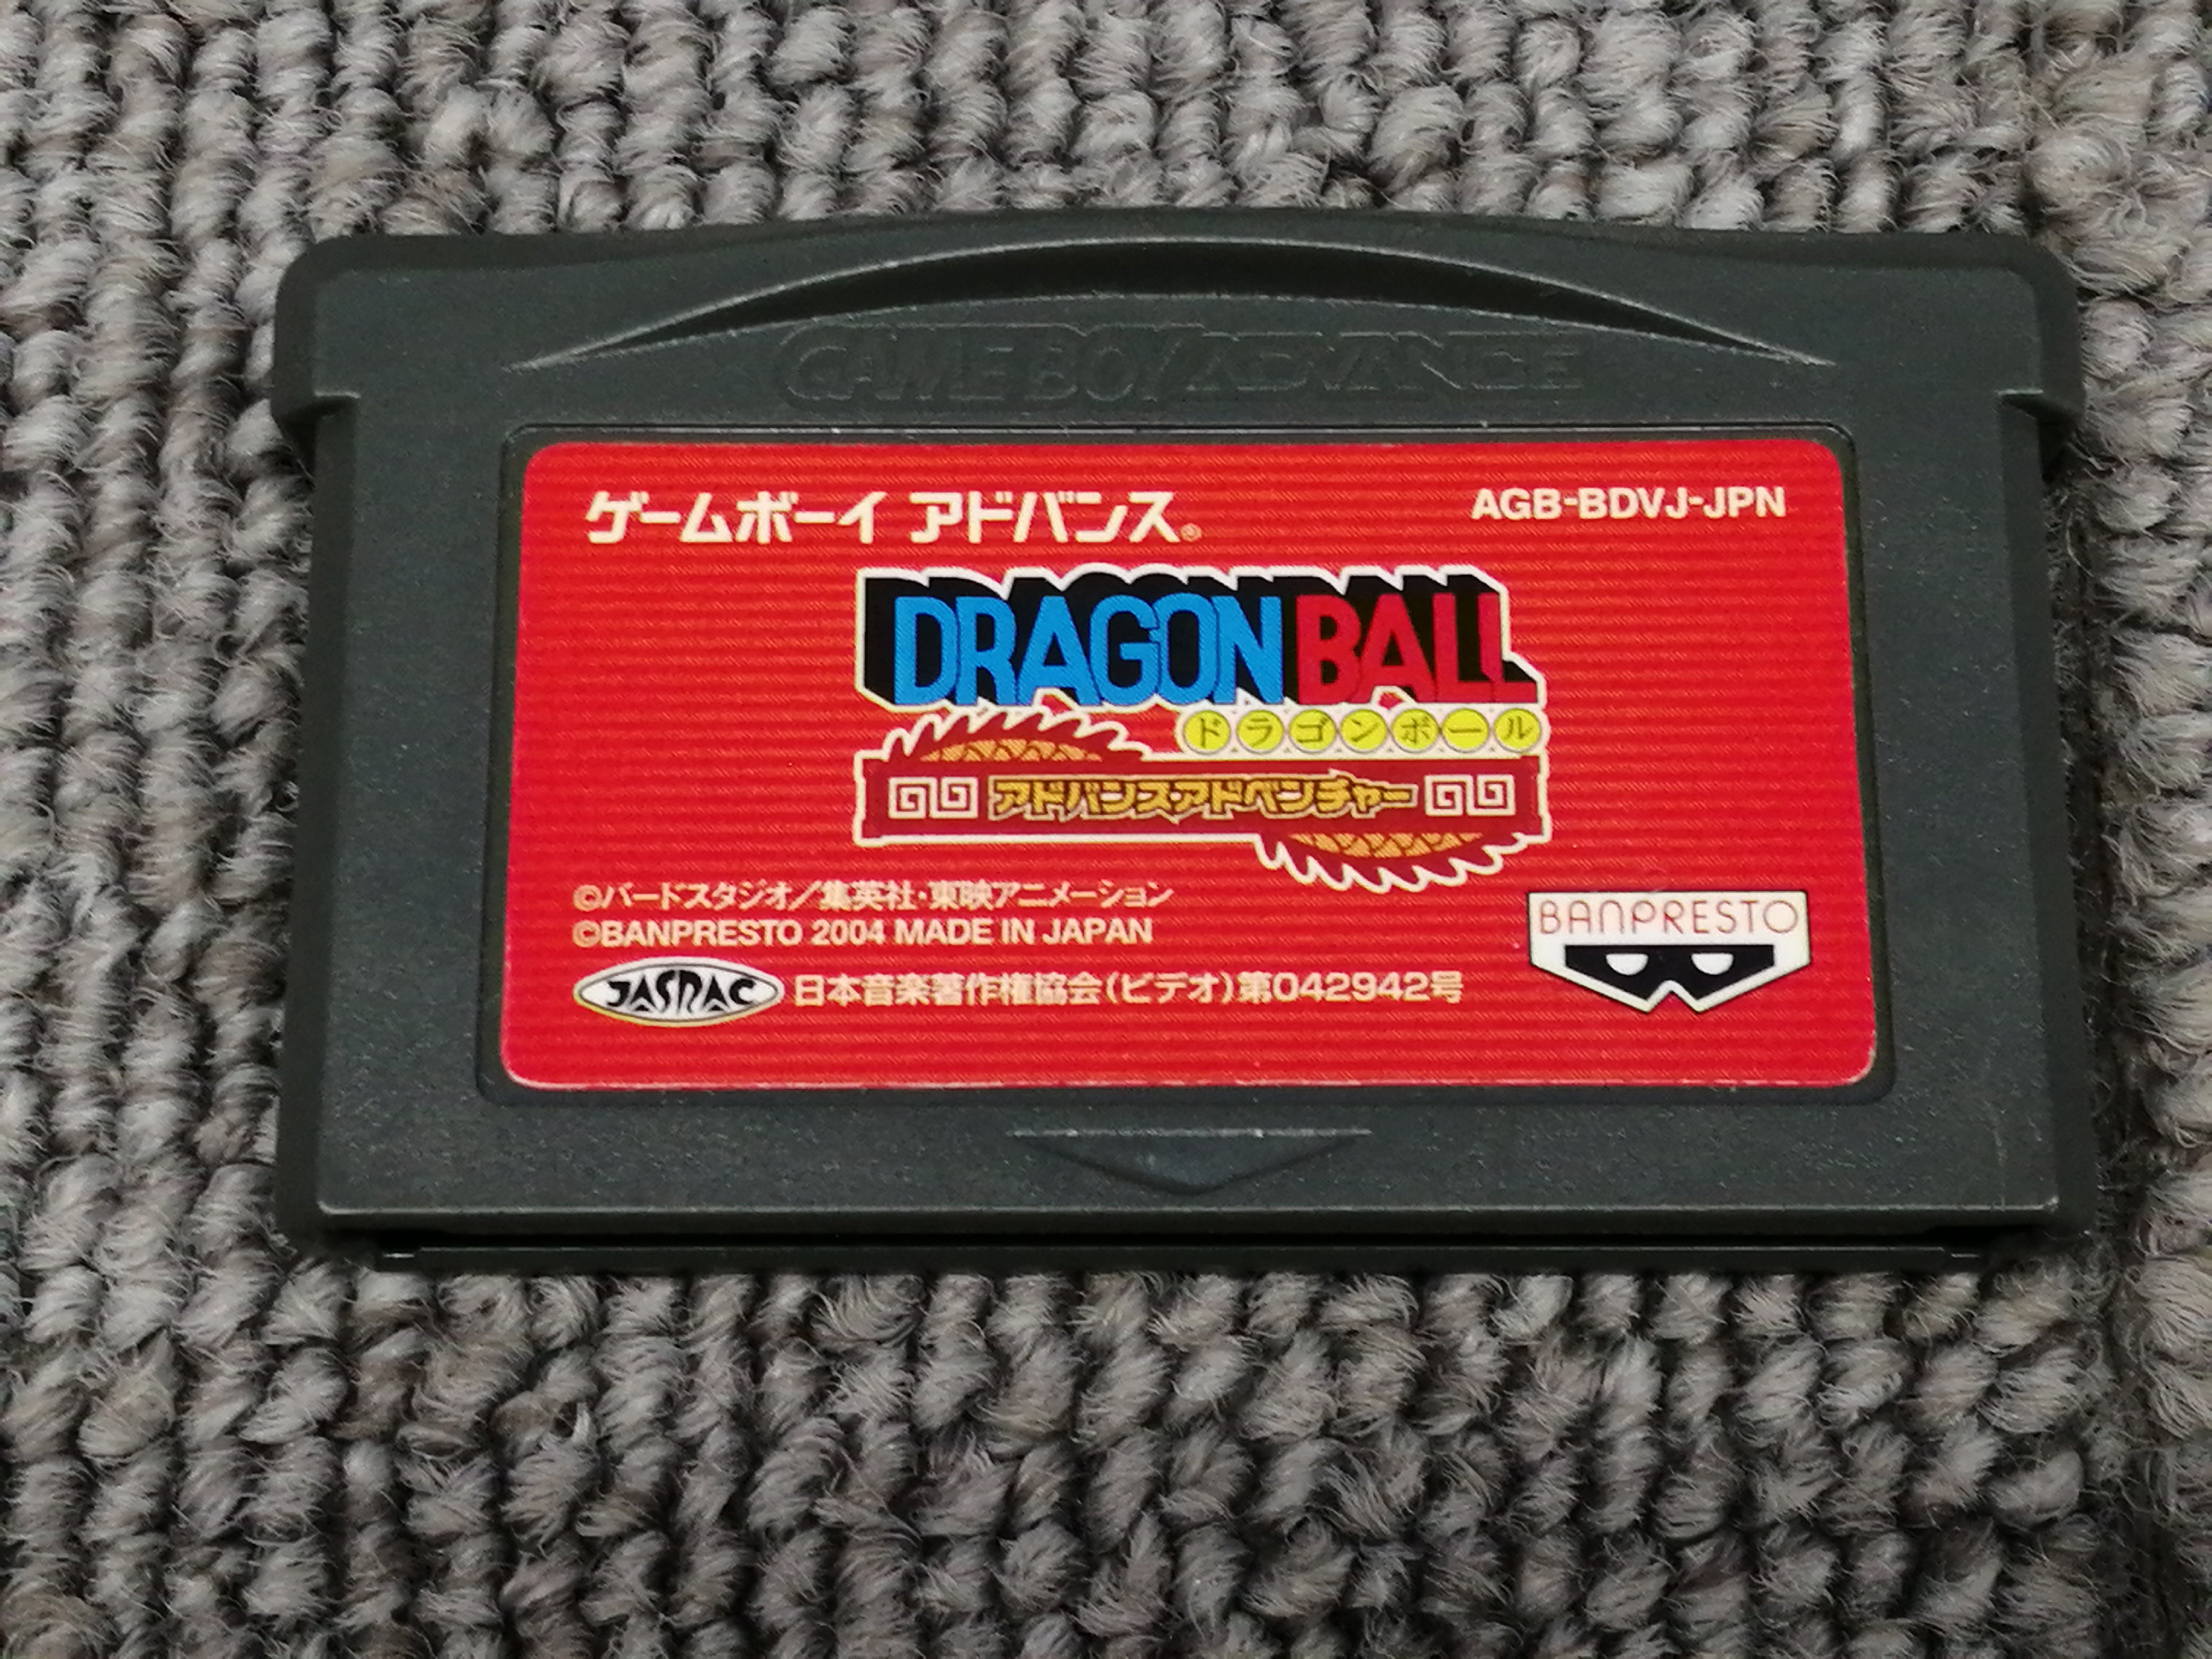 GAME BOY ADVANCE
ゲームボーイ アドバンス® AGB-BDVJ-JPN
DRAGON BALL
ドラゴンボール
アドバンスアドベンチャー
©バードスタジオ／集英社・東映アニメーション
©BANPRESTO 2004 MADE IN JAPAN
BANPRESTO
JASRAC 日本音楽著作権協会(ビデオ)第042942号